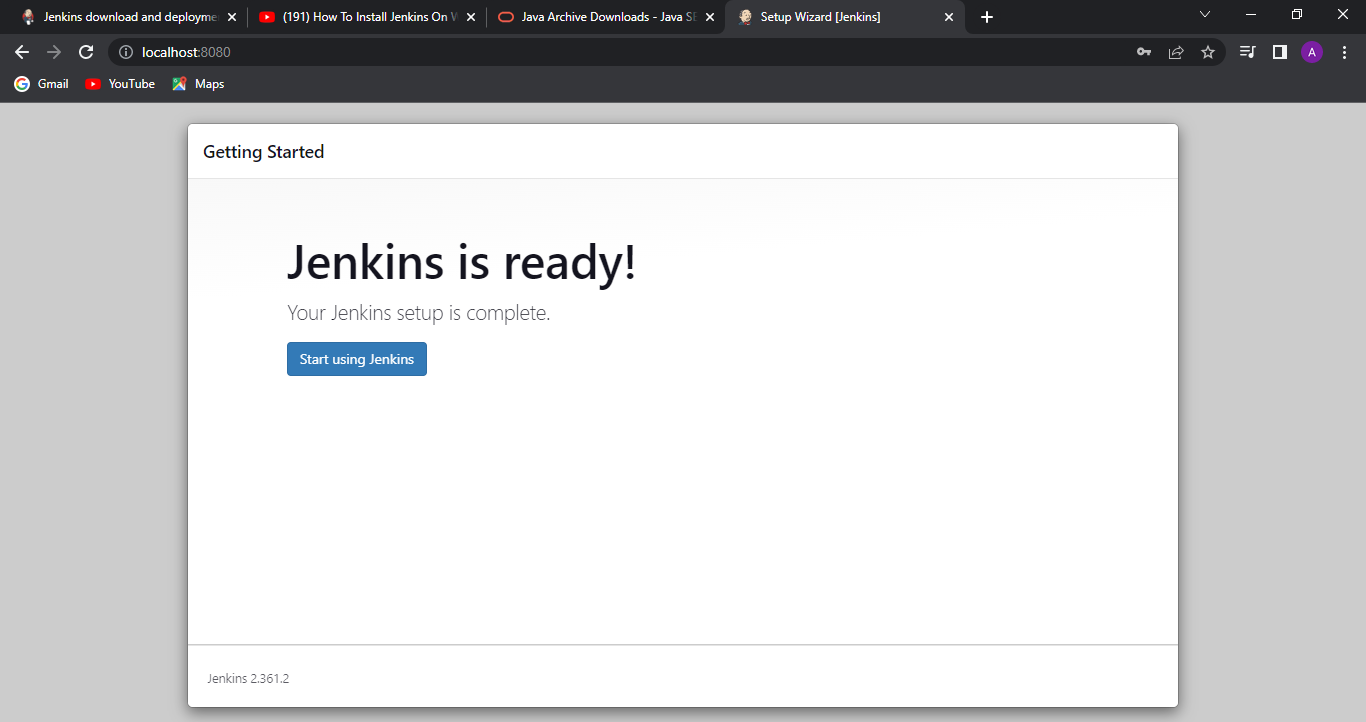 Jenkins download and deployme
(191) How To Install Jenkins On W
Java Archive Downloads - Java SE
Setup Wizard [Jenkins]
localhost:8080
A
Gmail
YouTube
Maps
Getting Started
Jenkins is ready!
Your Jenkins setup is complete.
Start using Jenkins
Jenkins 2.361.2